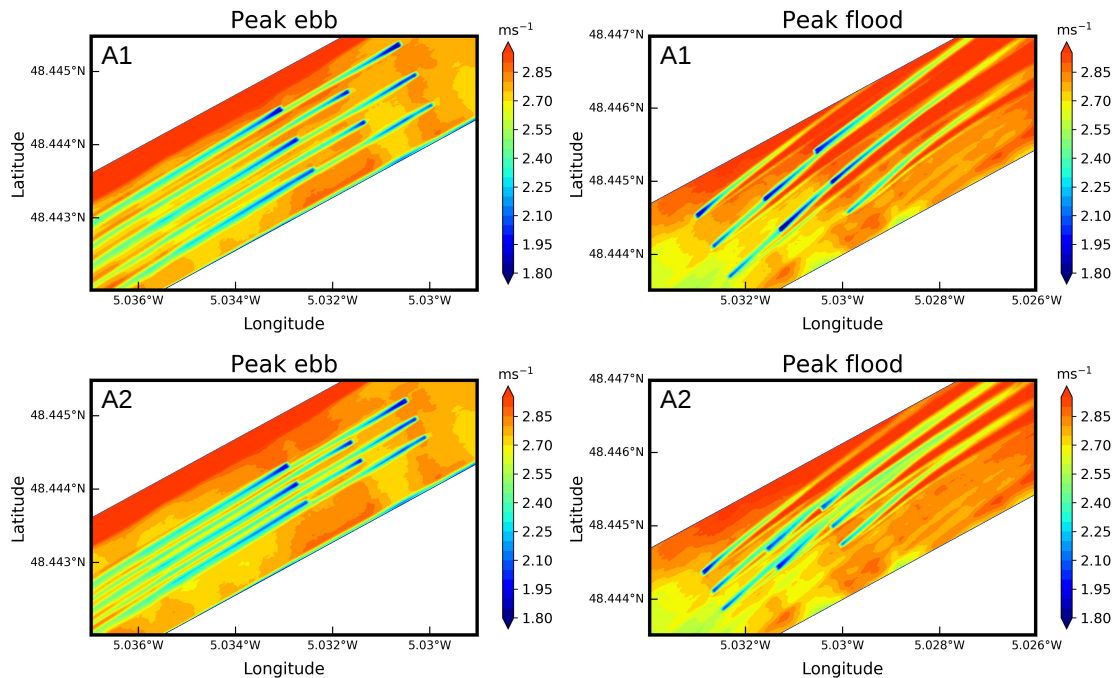 Peak ebb
ms⁻¹
A1
48.445°N
48.444°N
48.443°N
Latitude
5.036°W 5.034°W 5.032°W 5.03°W
Longitude
2.85
2.70
2.55
2.40
2.25
2.10
1.95
1.80
Peak flood
ms⁻¹
A1
48.447°N
48.446°N
48.445°N
48.444°N
Latitude
5.032°W 5.03°W 5.028°W 5.026°W
Longitude
2.85
2.70
2.55
2.40
2.25
2.10
1.95
1.80
Peak ebb
ms⁻¹
A2
48.445°N
48.444°N
48.443°N
Latitude
5.036°W 5.034°W 5.032°W 5.03°W
Longitude
2.85
2.70
2.55
2.40
2.25
2.10
1.95
1.80
Peak flood
ms⁻¹
A2
48.447°N
48.446°N
48.445°N
48.444°N
Latitude
5.032°W 5.03°W 5.028°W 5.026°W
Longitude
2.85
2.70
2.55
2.40
2.25
2.10
1.95
1.80